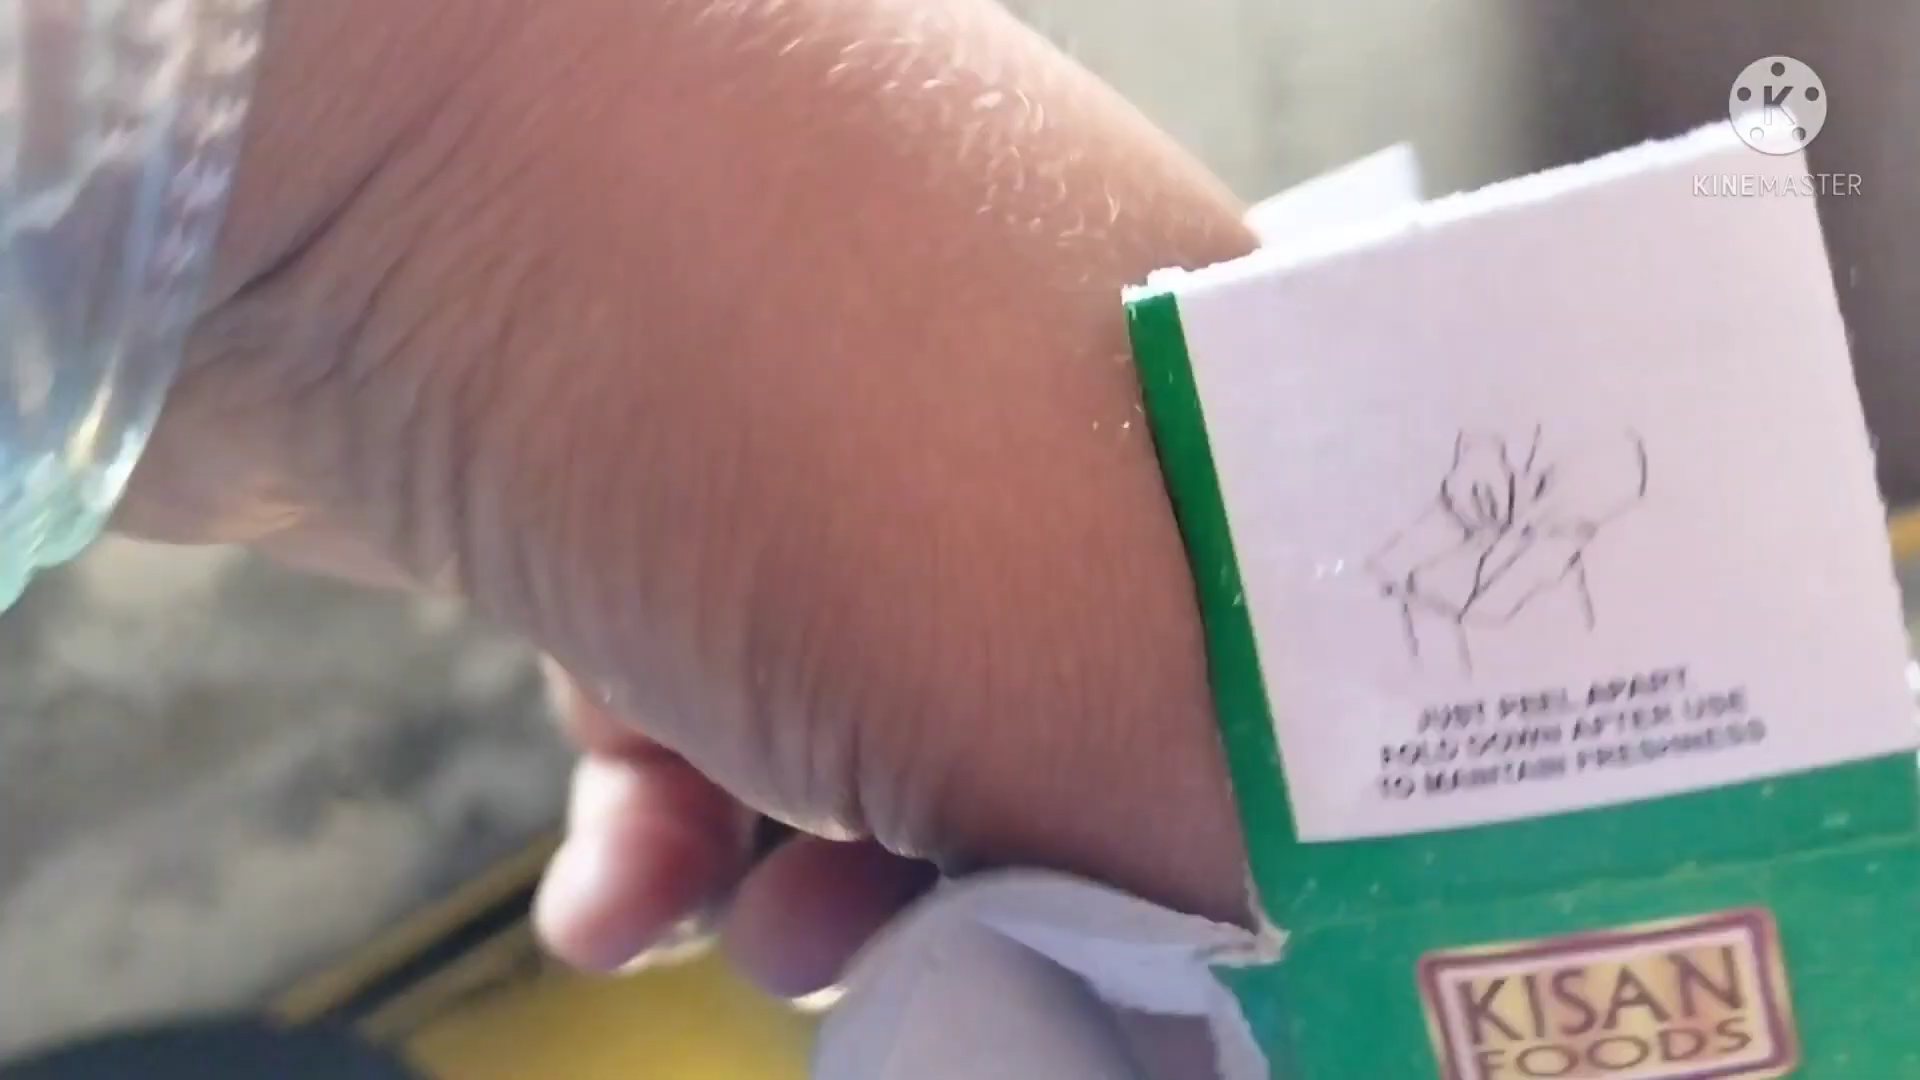 K
KINEMASTER
JUST PEEL APART
FOLD DOWN AFTER USE
TO MAINTAIN FRESHNESS
KISAN
FOODS